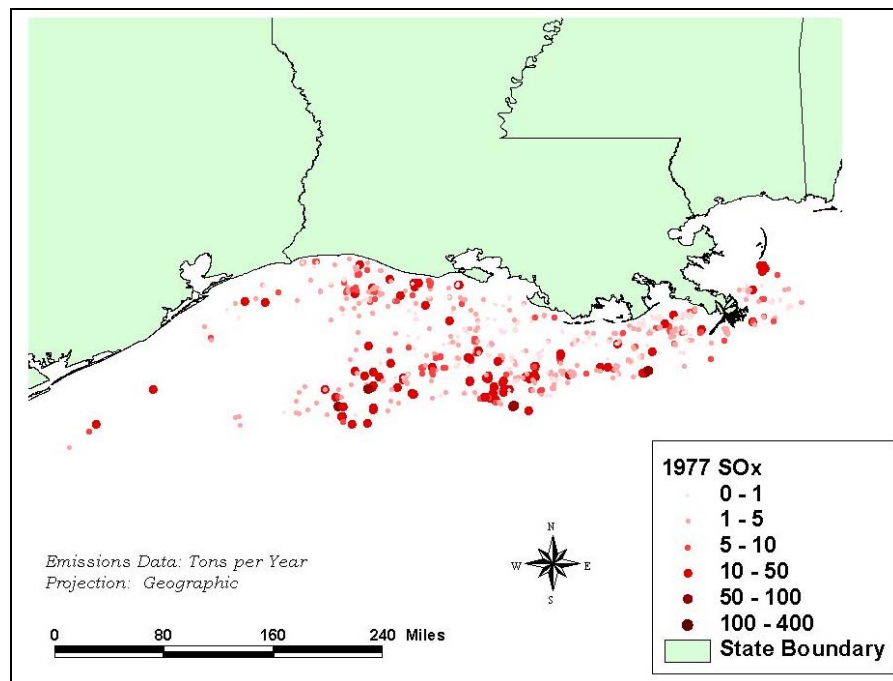 1977 SOx
0 - 1
1 - 5
5 - 10
10 - 50
50 - 100
100 - 400
State Boundary
N
W E
S
Emissions Data: Tons per Year
Projection: Geographic
0 80 160 240 Miles